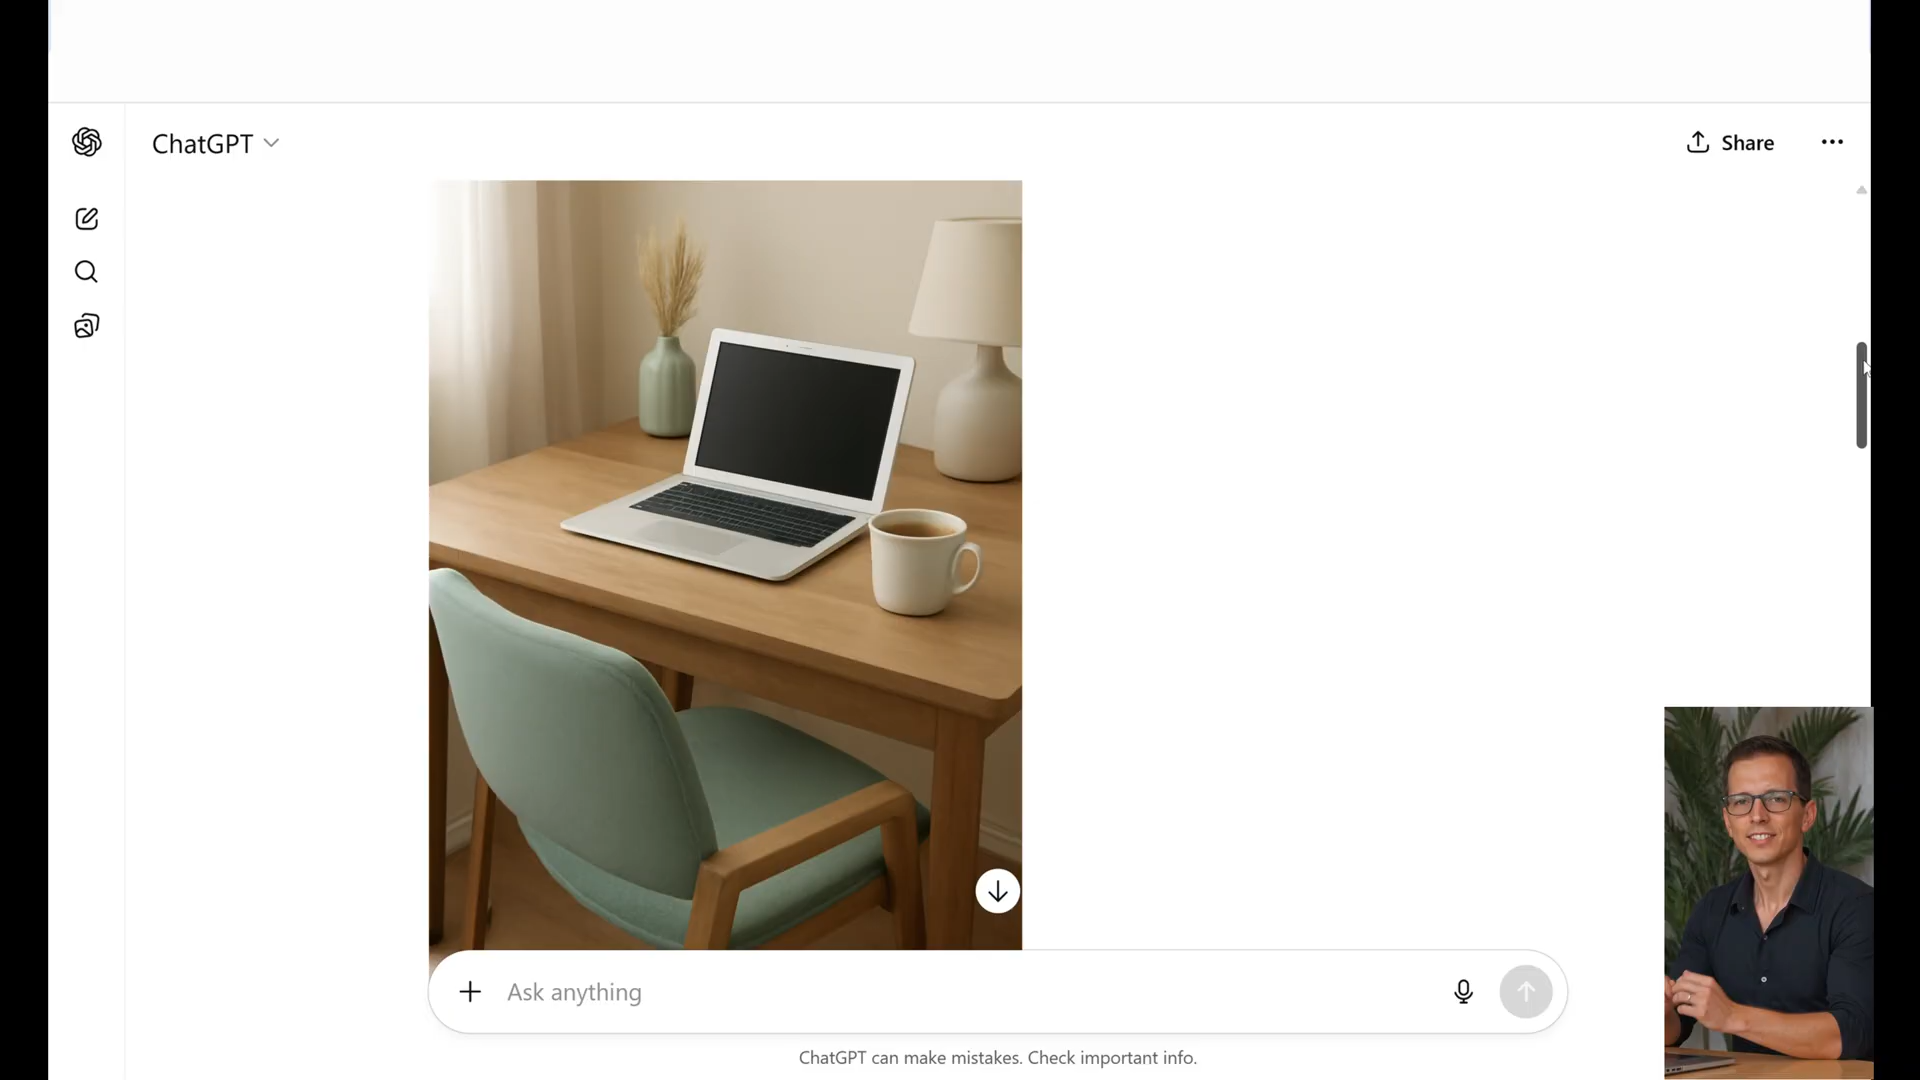 ChatGPT
Share
Ask anything
ChatGPT can make mistakes. Check important info.